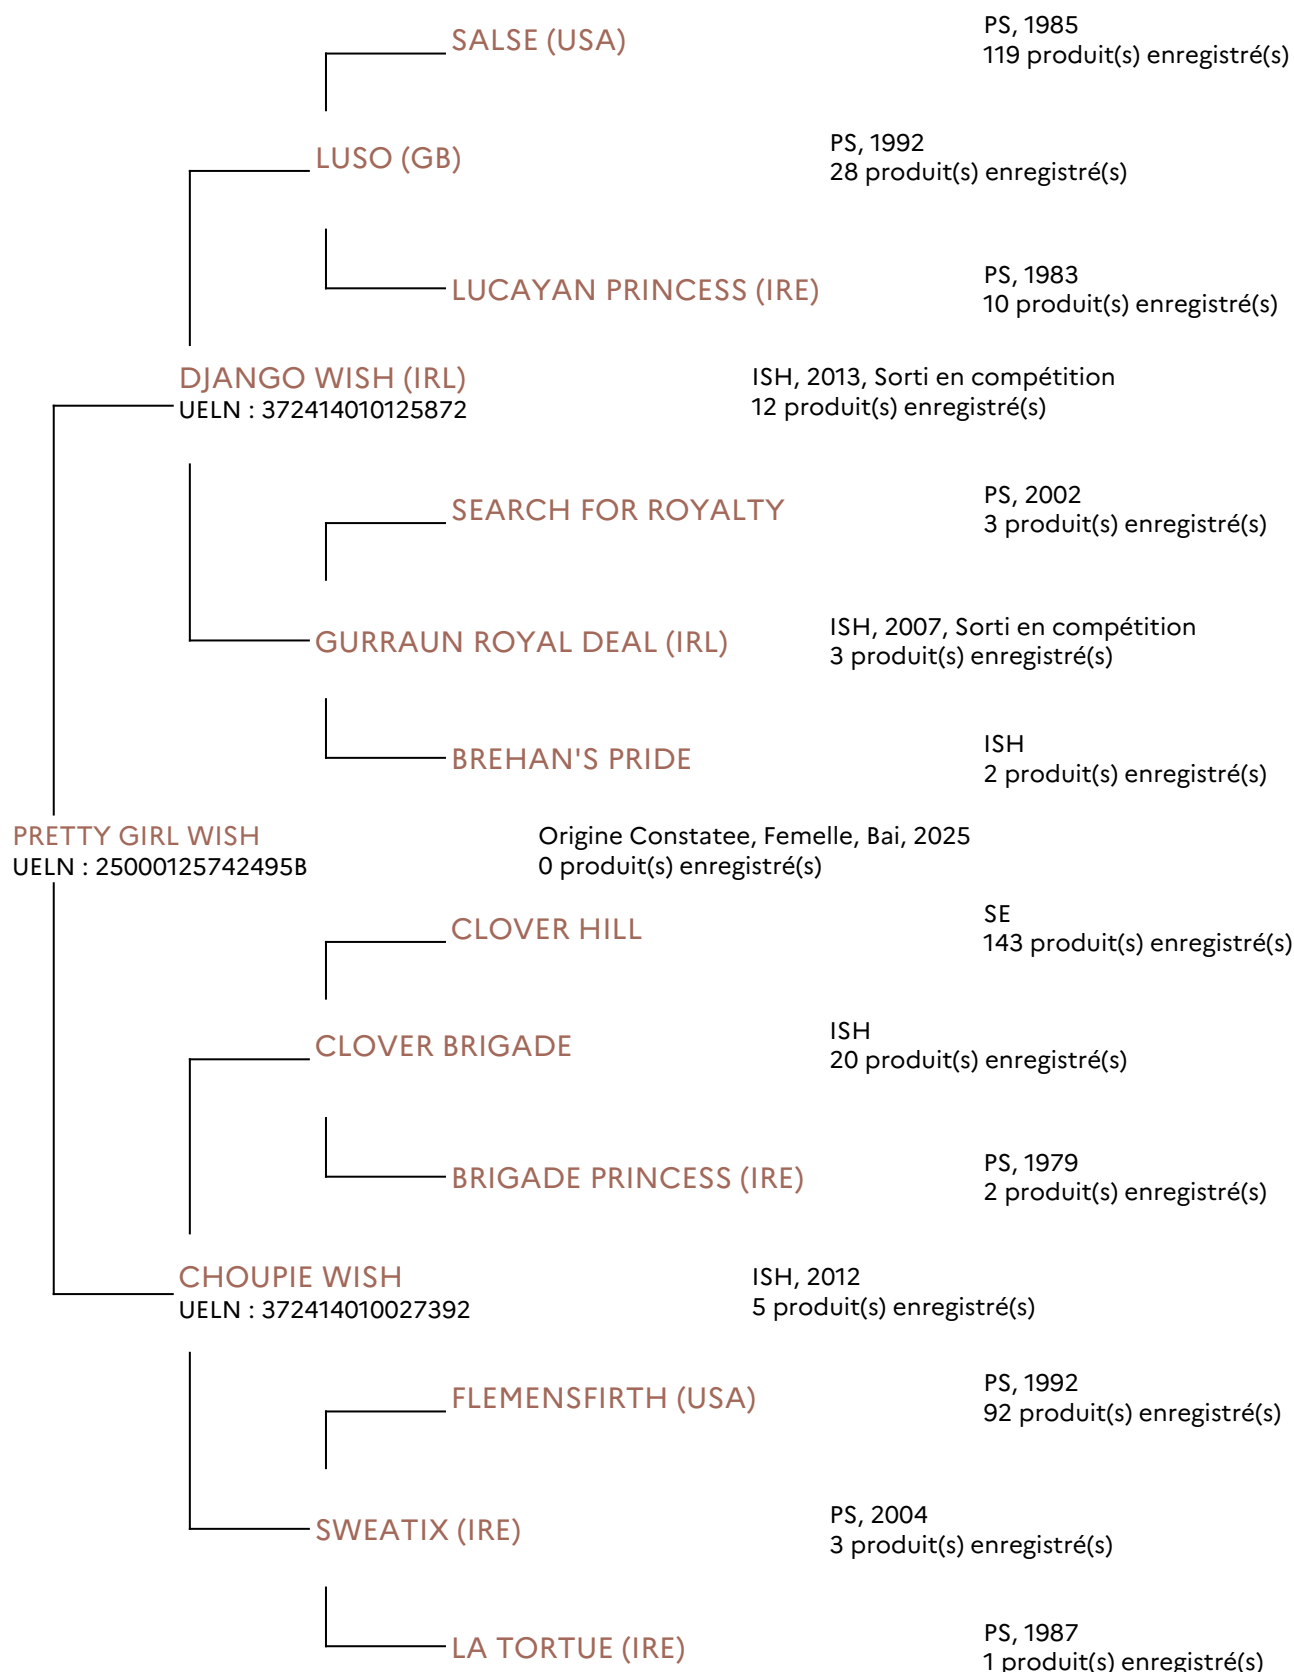 SALSE (USA)
PS, 1985
119 produit(s) enregistré(s)
LUSO (GB)
PS, 1992
28 produit(s) enregistré(s)
LUCAYAN PRINCESS (IRE)
PS, 1983
10 produit(s) enregistré(s)
DJANGO WISH (IRL)
UELN : 372414010125872
ISH, 2013, Sorti en compétition
12 produit(s) enregistré(s)
SEARCH FOR ROYALTY
PS, 2002
3 produit(s) enregistré(s)
GURRAUN ROYAL DEAL (IRL)
ISH, 2007, Sorti en compétition
3 produit(s) enregistré(s)
BREHAN'S PRIDE
ISH
2 produit(s) enregistré(s)
PRETTY GIRL WISH
UELN : 25000125742495B
Origine Constatee, Femelle, Bai, 2025
0 produit(s) enregistré(s)
CLOVER HILL
SE
143 produit(s) enregistré(s)
CLOVER BRIGADE
ISH
20 produit(s) enregistré(s)
BRIGADE PRINCESS (IRE)
PS, 1979
2 produit(s) enregistré(s)
CHOUPIE WISH
UELN : 372414010027392
ISH, 2012
5 produit(s) enregistré(s)
FLEMENSFIRTH (USA)
PS, 1992
92 produit(s) enregistré(s)
SWEATIX (IRE)
PS, 2004
3 produit(s) enregistré(s)
LA TORTUE (IRE)
PS, 1987
1 produit(s) enregistré(s)